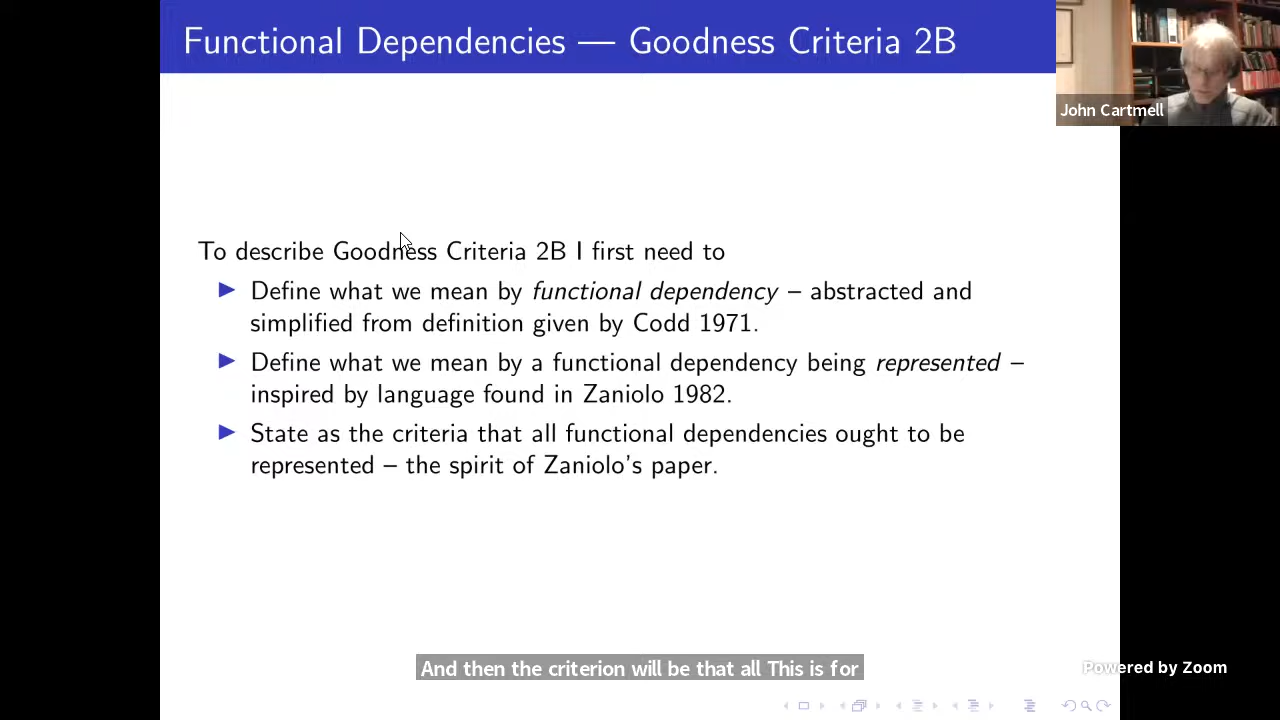 Functional Dependencies — Goodness Criteria 2B
John Cartmell
To describe Goodness Criteria 2B I first need to
Define what we mean by functional dependency – abstracted and
simplified from definition given by Codd 1971.
Define what we mean by a functional dependency being represented –
inspired by language found in Zaniolo 1982.
State as the criteria that all functional dependencies ought to be
represented – the spirit of Zaniolo's paper.
And then the criterion will be that all This is for
Powered by Zoom